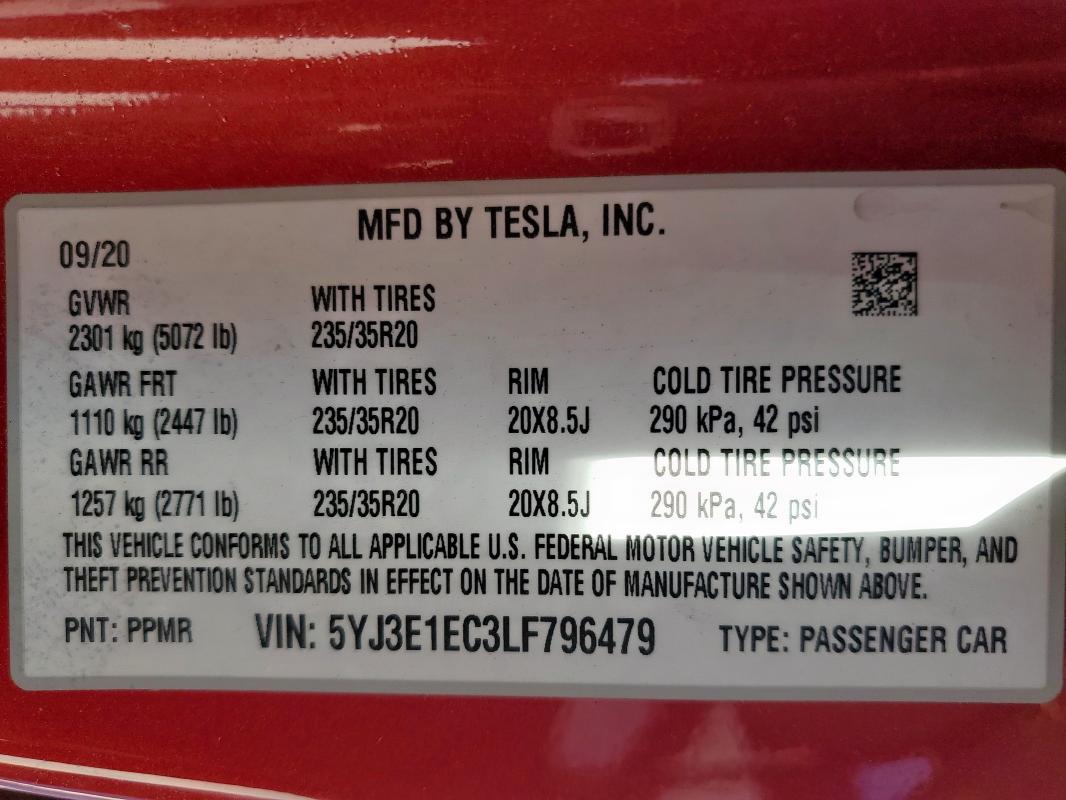 MFD BY TESLA, INC.
09/20
GVWR WITH TIRES
2301 kg (5072 lb) 235/35R20
GAWR FRT WITH TIRES RIM COLD TIRE PRESSURE
1110 kg (2447 lb) 235/35R20 20X8.5J 290 kPa, 42 psi
GAWR RR WITH TIRES RIM COLD TIRE PRESSURE
1257 kg (2771 lb) 235/35R20 20X8.5J 290 kPa, 42 psi
THIS VEHICLE CONFORMS TO ALL APPLICABLE U.S. FEDERAL MOTOR VEHICLE SAFETY, BUMPER, AND
THEFT PREVENTION STANDARDS IN EFFECT ON THE DATE OF MANUFACTURE SHOWN ABOVE.
PNT: PPMR VIN: 5YJ3E1EC3LF796479 TYPE: PASSENGER CAR